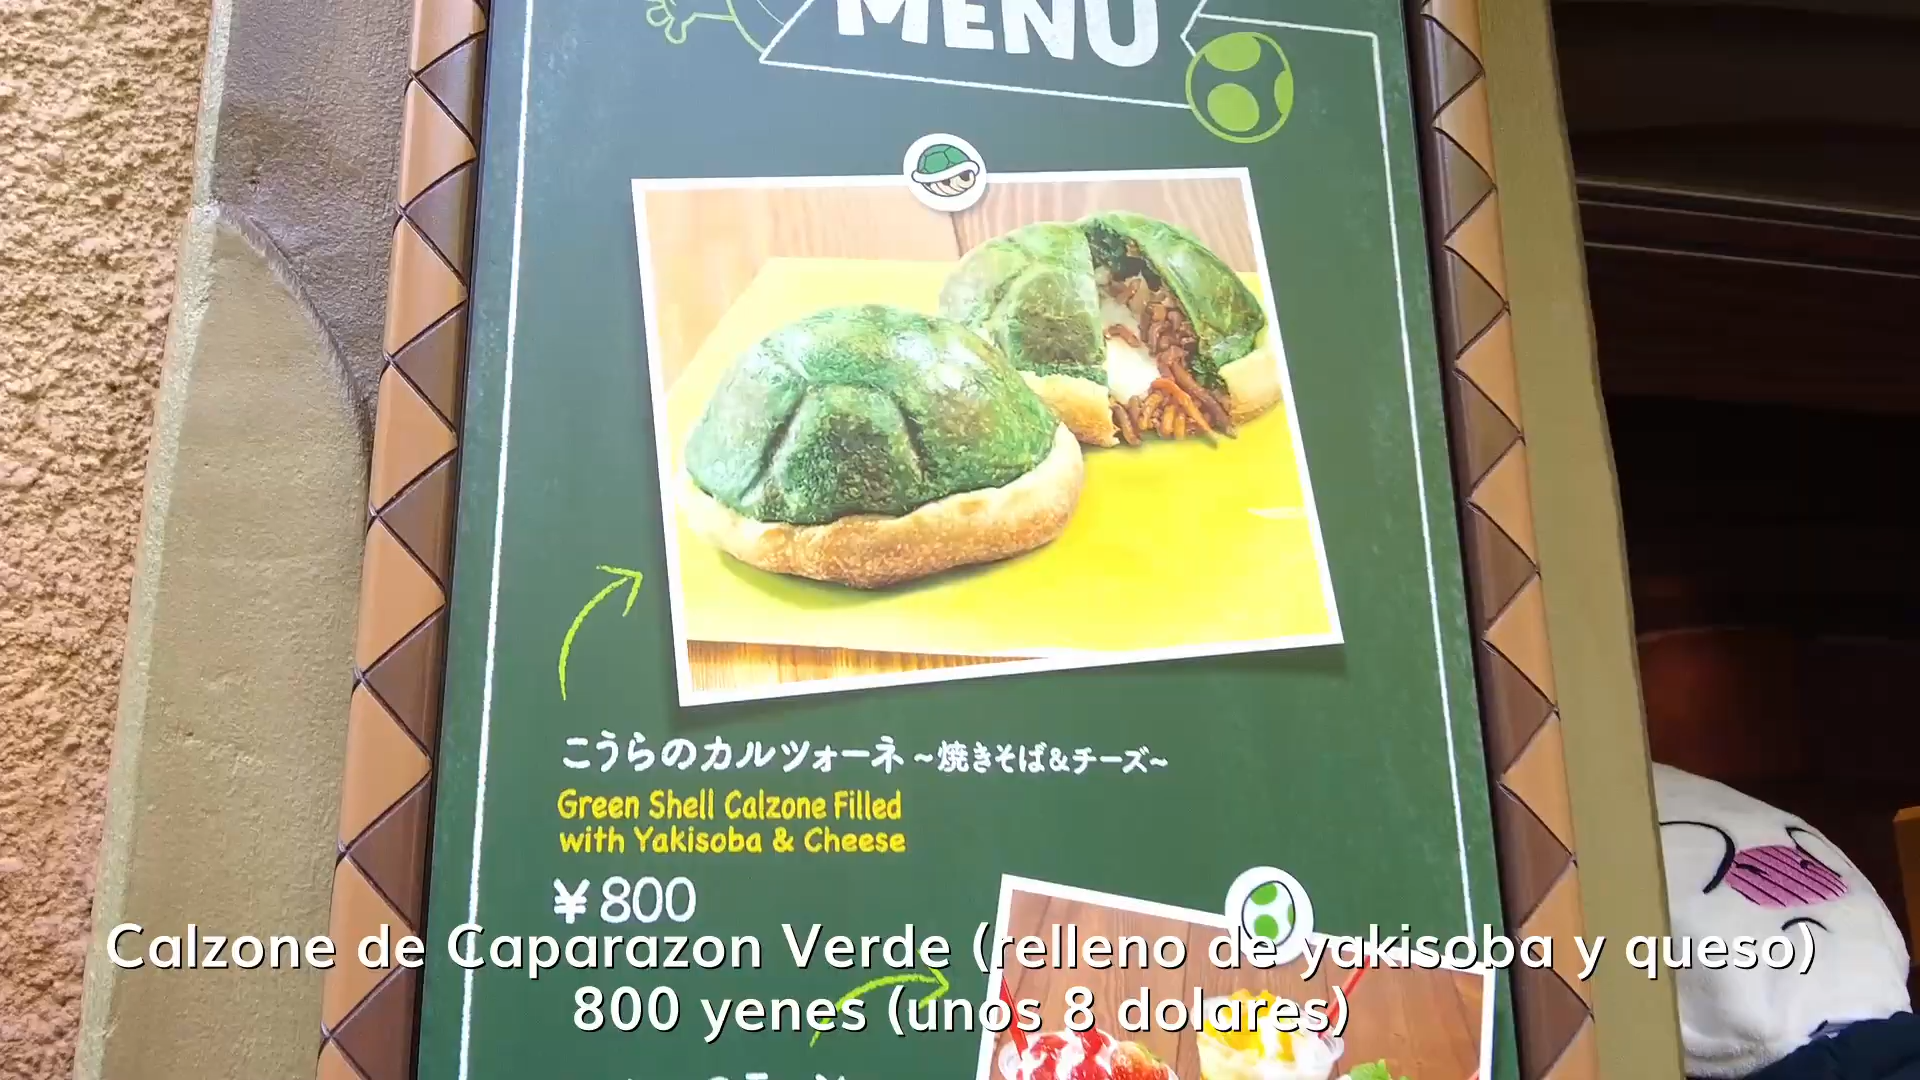 MENU
こうらのカルツォーネ ~焼きそば&チーズ~
Green Shell Calzone Filled
with Yakisoba & Cheese
¥800
Calzone de Caparazon Verde (relleno de yakisoba y queso)
800 yenes (unos 8 dolares)